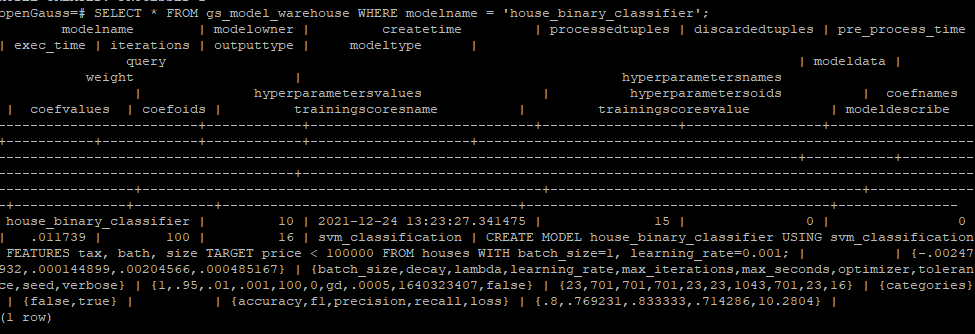 openGauss=# SELECT * FROM gs_model_warehouse WHERE modelname = 'house_binary_classifier';
modelname | modelowner | createtime | processedtuples | discardedtuples | pre_process_time
| exec_time | iterations | outputtype | modeltype |
query | modeldata |
weight | hyperparametersnames
| hyperparametersvalues | hyperparametersoids | coefnames
| coefvalues | coefoids | trainingscoresname | trainingscoresvalue | modeldescribe
house_binary_classifier | 10 | 2021-12-24 13:23:27.341475 | 15 | 0 | 0
| .011739 | 100 | 16 | svm_classification | CREATE MODEL house_binary_classifier USING svm_classification
FEATURES tax, bath, size TARGET price < 100000 FROM houses WITH batch_size=1, learning_rate=0.001; | | {-.00247
932,.000144899,.00204566,.000485167} | {batch_size,decay,lambda,learning_rate,max_iterations,max_seconds,optimizer,toleran
ce,seed,verbose} | {1,.95,.01,.001,100,0,gd,.0005,1640323407,false} | {23,701,701,701,23,23,1043,701,23,16} | {categories}
| {false,true} | | {accuracy,f1,precision,recall,loss} | {.8,.769231,.833333,.714286,10.2804} |
(1 row)